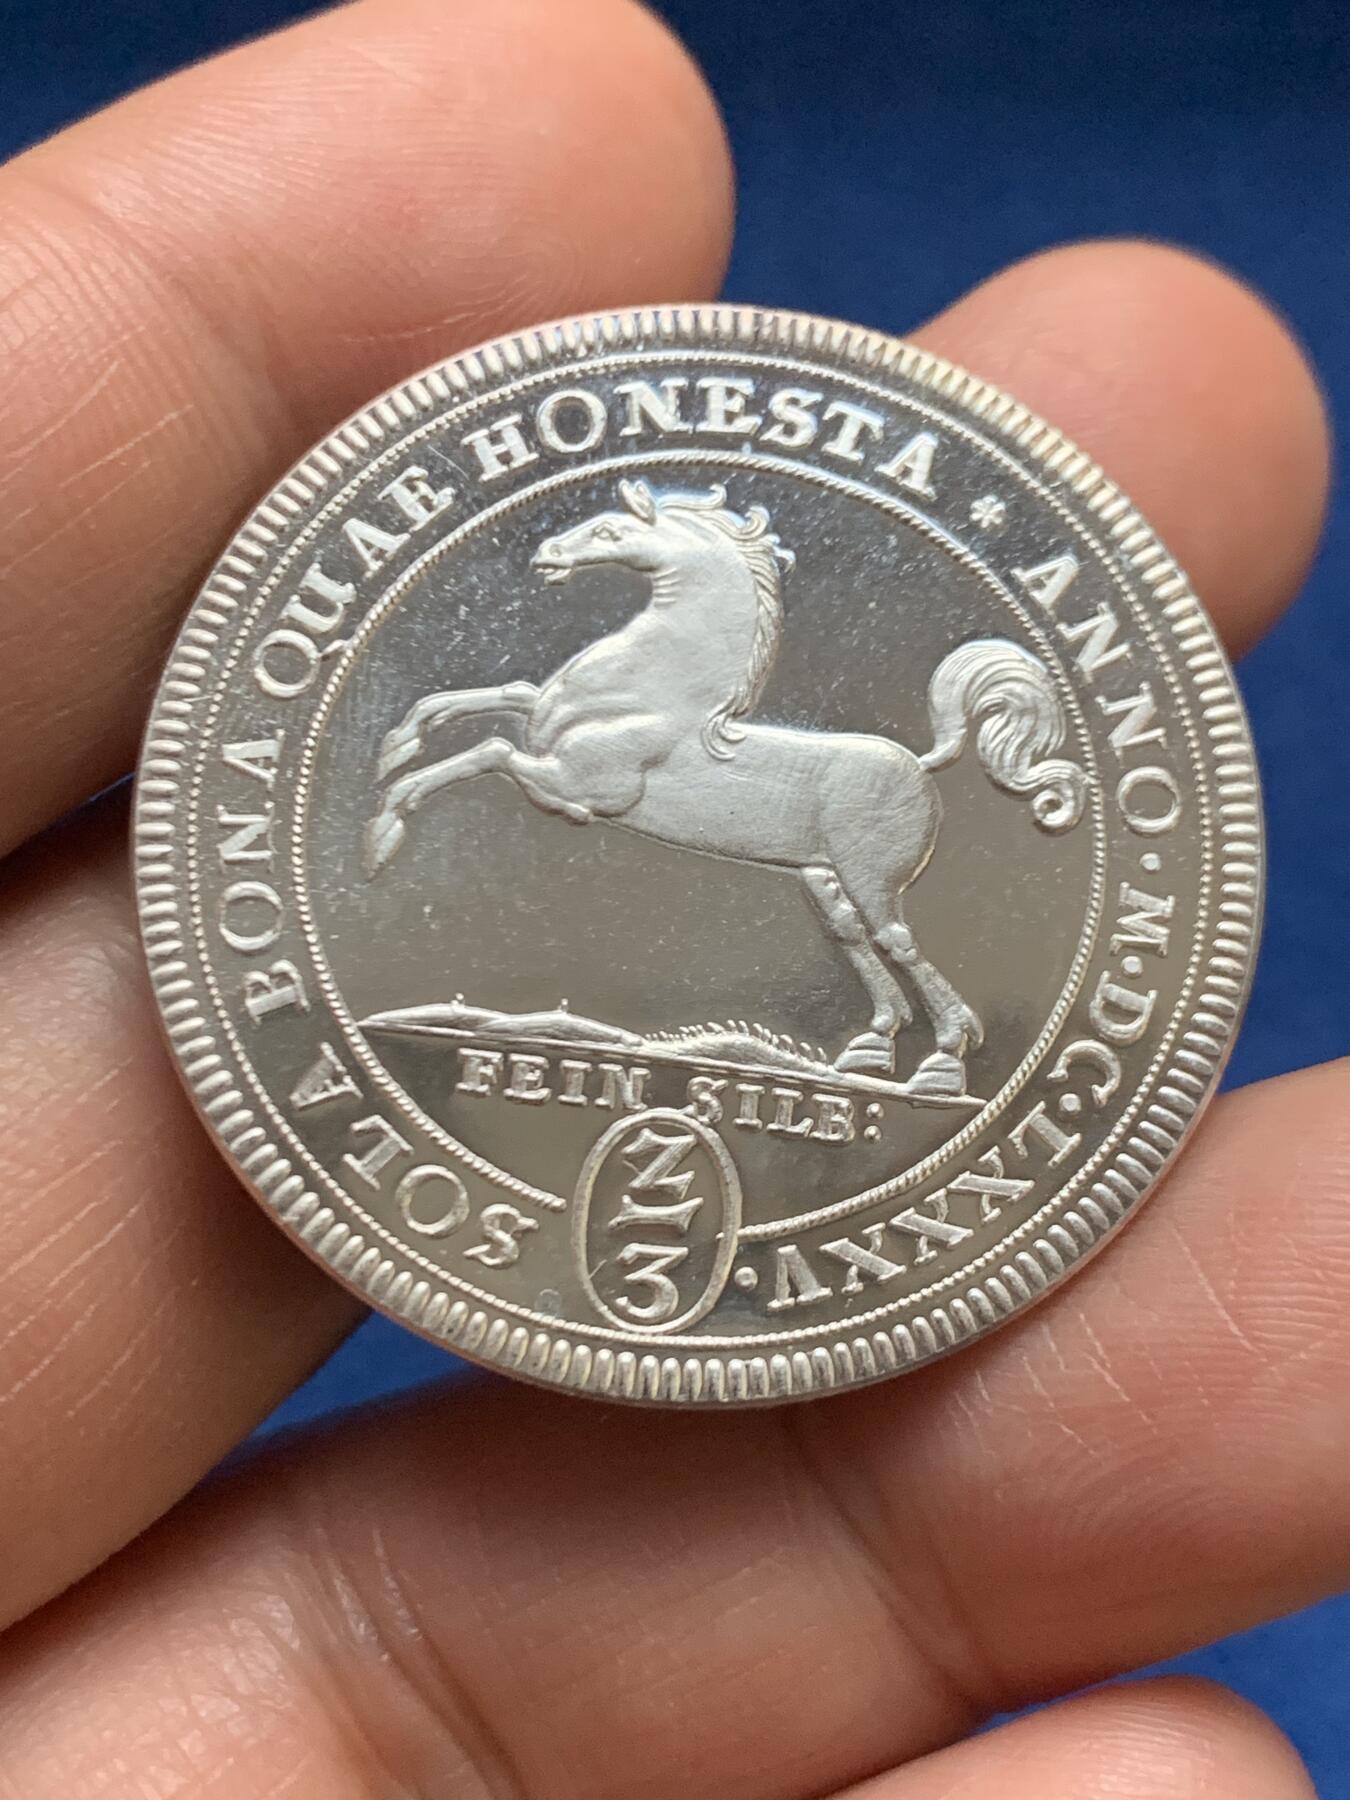 SOLA BONA QUAE HONESTA * ANNO · M · DC · LXXXV ·
FEIN SILB:
2
3